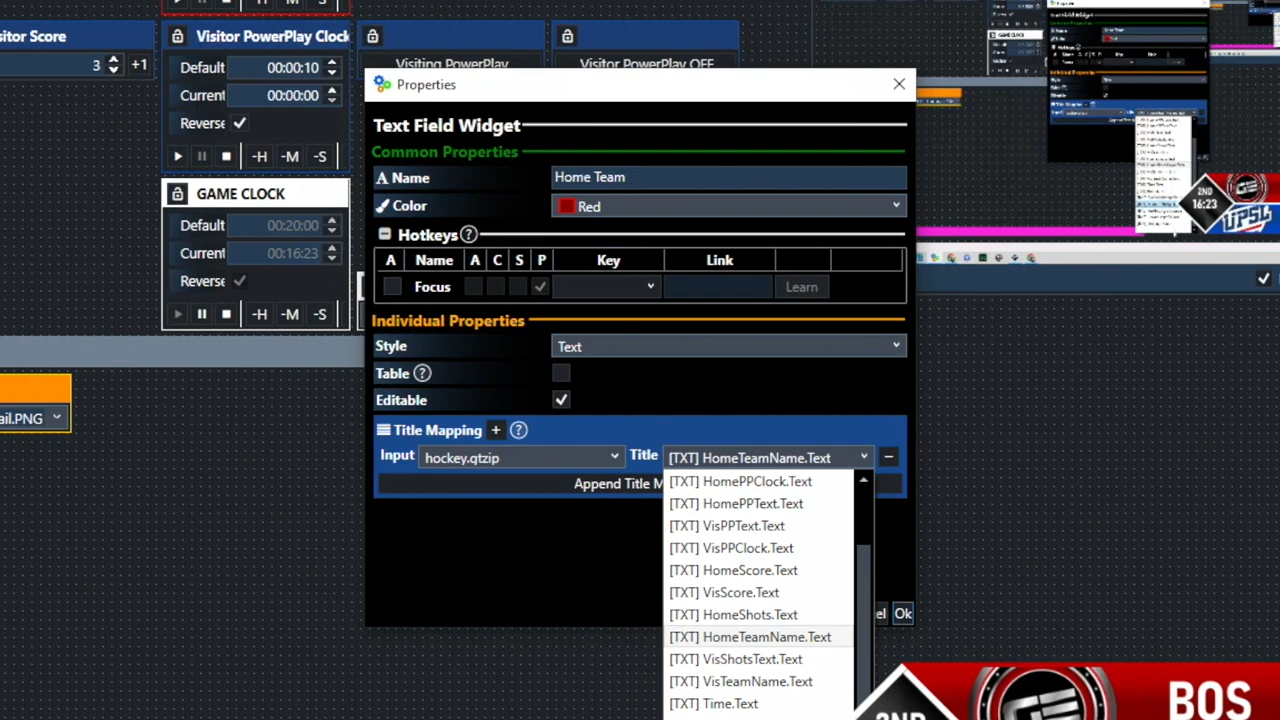 -H -M -S
sitor Score
3 +1
Visitor PowerPlay Clock
Default 00:00:10
Current 00:00:00
Reverse
-H -M -S
Visiting PowerPlay
Visitor PowerPlay OFF
GAME CLOCK
Default 00:20:00
Current 00:16:23
Reverse
-H -M -S
ail.PNG
Properties
Text Field Widget
Common Properties
A Name Home Team
Color Red
Hotkeys ?
A Name A C S P Key Link
Focus Learn
Individual Properties
Style Text
Table ?
Editable
Title Mapping + ?
Input hockey.gtzip Title [TXT] HomeTeamName.Text
Append Title M
[TXT] HomePPClock.Text
[TXT] HomePPText.Text
[TXT] VisPPText.Text
[TXT] VisPPClock.Text
[TXT] HomeScore.Text
[TXT] VisScore.Text
[TXT] HomeShots.Text
[TXT] HomeTeamName.Text
[TXT] VisShotsText.Text
[TXT] VisTeamName.Text
[TXT] Time.Text
el Ok
GAME CLOCK
2ND
16:23
UPSL
2ND
BOS